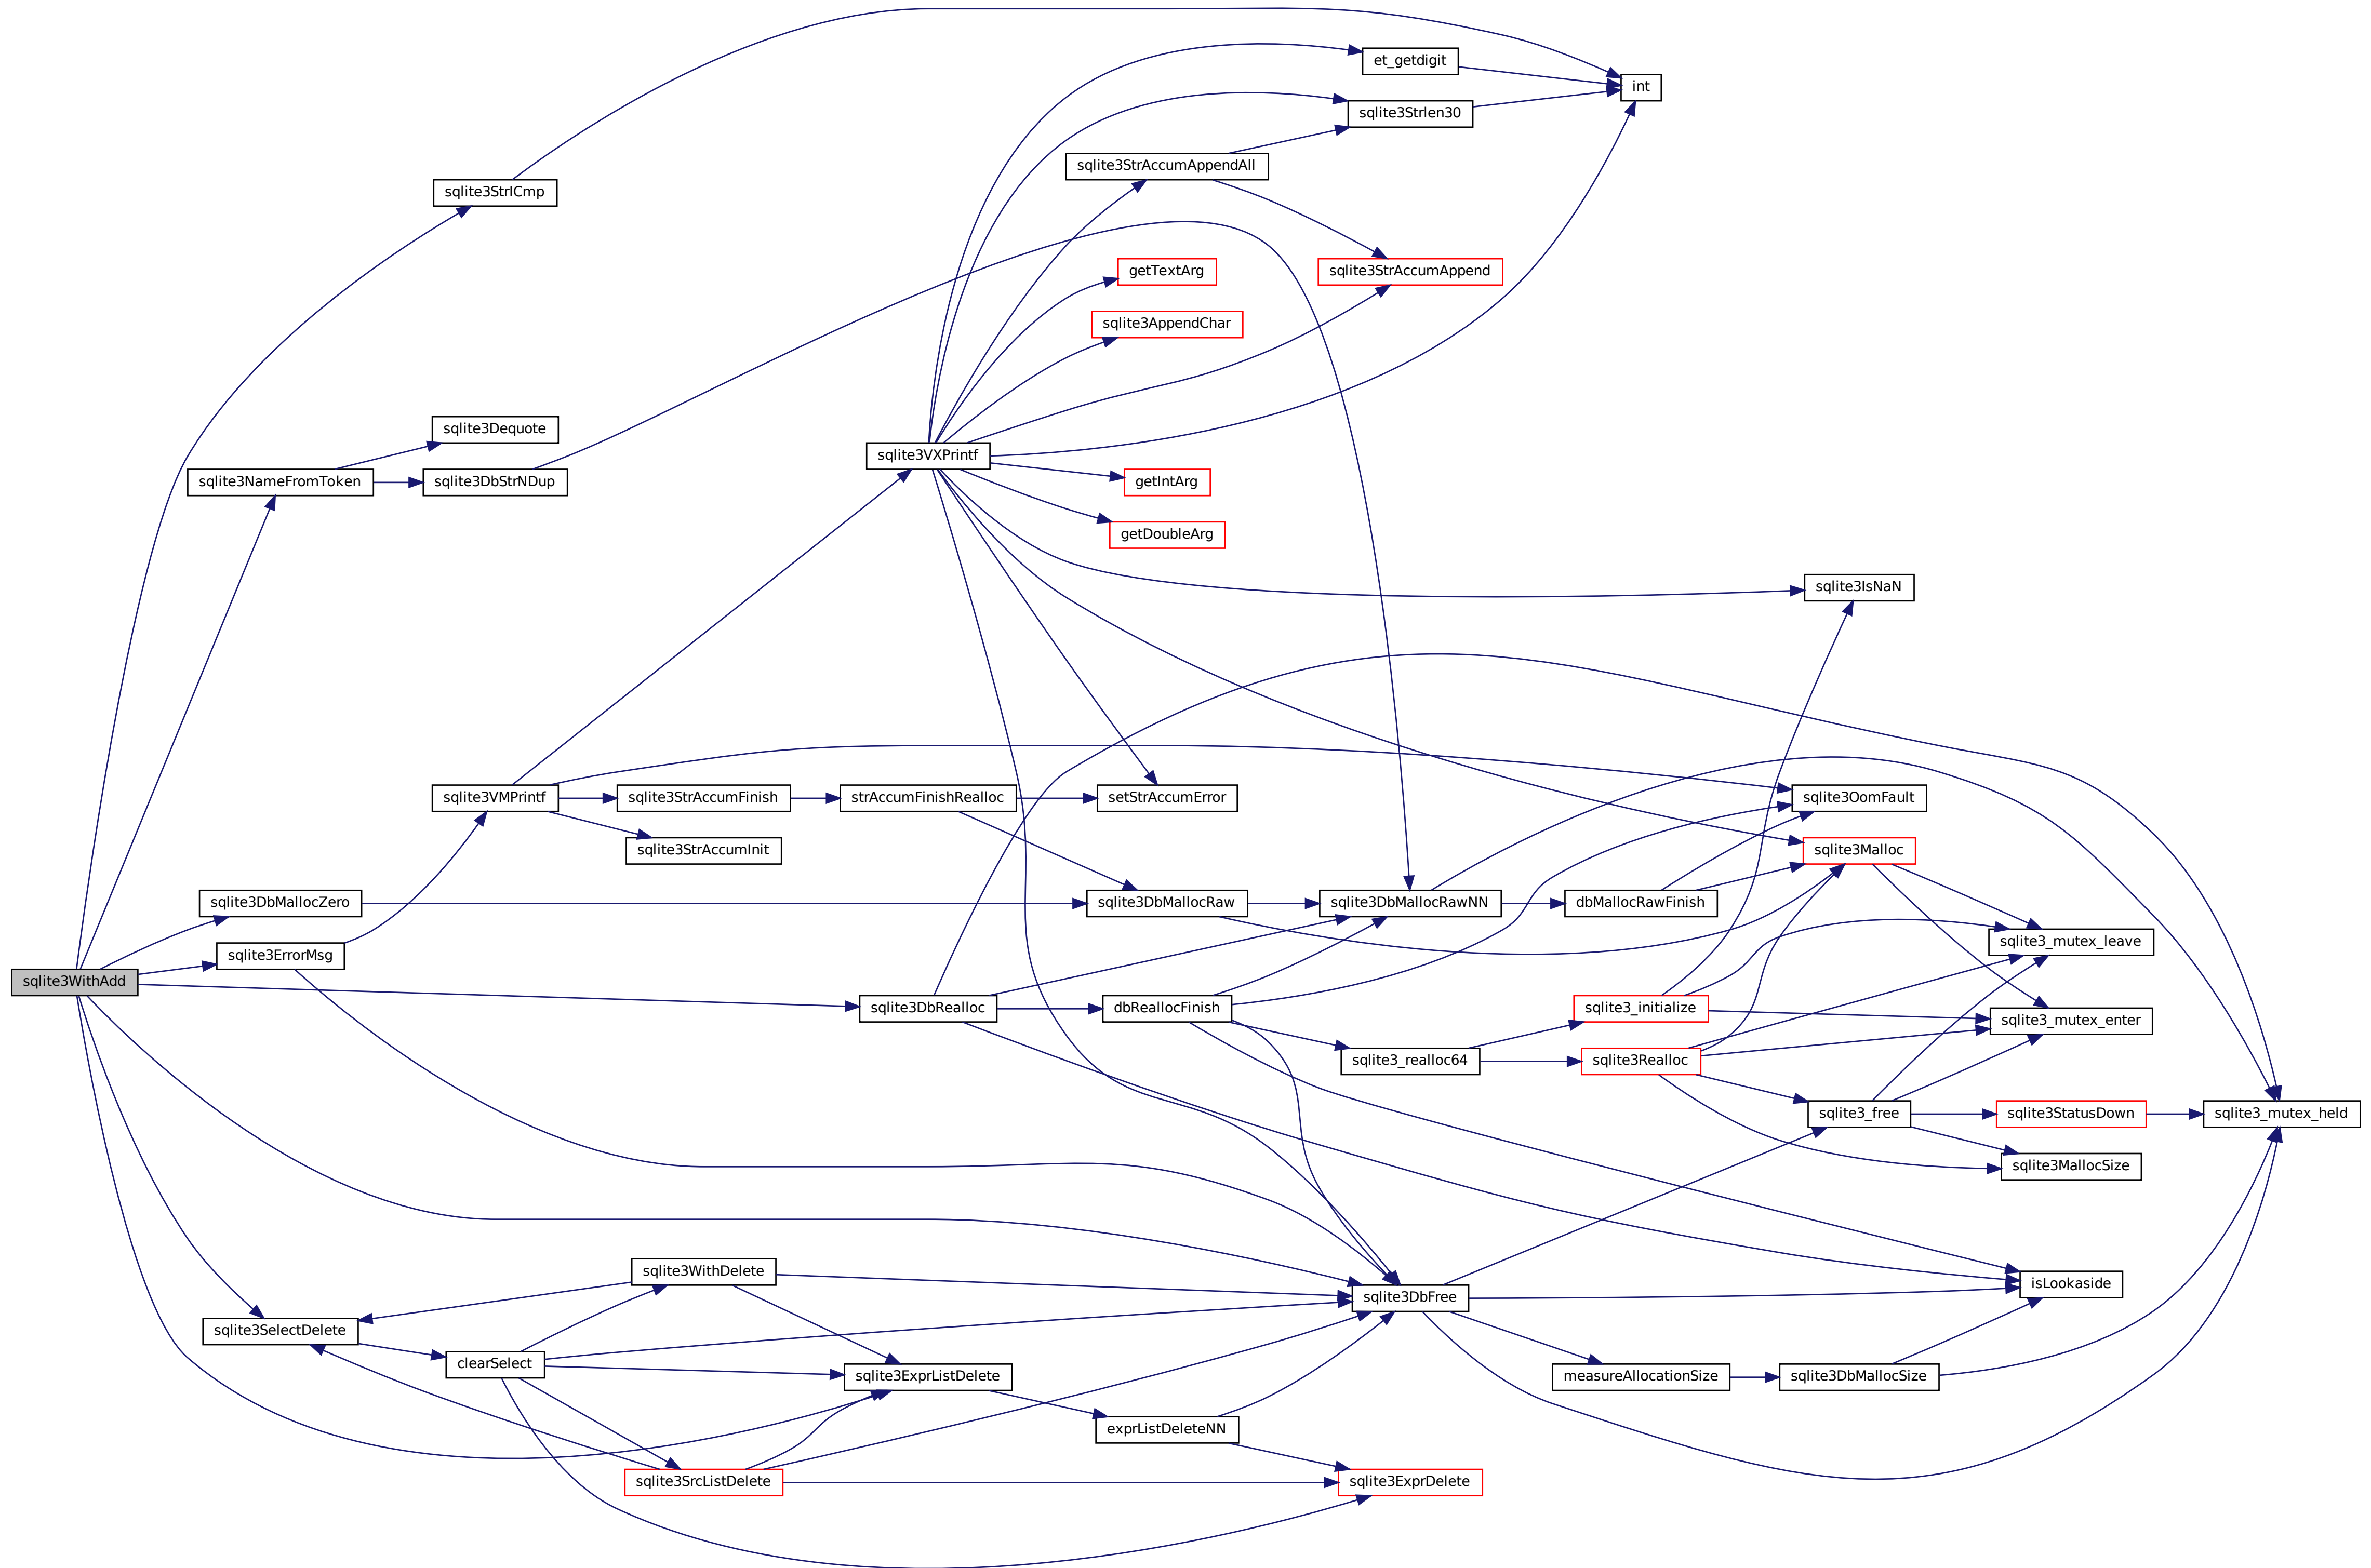 et_getdigit
int
sqlite3Strlen30
sqlite3StrAccumAppendAll
sqlite3StrICmp
getTextArg
sqlite3StrAccumAppend
sqlite3AppendChar
sqlite3Dequote
sqlite3VXPrintf
sqlite3NameFromToken
sqlite3DbStrNDup
getIntArg
getDoubleArg
sqlite3IsNaN
sqlite3VMPrintf
sqlite3StrAccumFinish
strAccumFinishRealloc
setStrAccumError
sqlite3OomFault
sqlite3StrAccumInit
sqlite3Malloc
sqlite3DbMallocZero
sqlite3DbMallocRaw
sqlite3DbMallocRawNN
dbMallocRawFinish
sqlite3_mutex_leave
sqlite3ErrorMsg
sqlite3WithAdd
sqlite3DbRealloc
dbReallocFinish
sqlite3_initialize
sqlite3_mutex_enter
sqlite3_realloc64
sqlite3Realloc
sqlite3_free
sqlite3StatusDown
sqlite3_mutex_held
sqlite3MallocSize
sqlite3WithDelete
isLookaside
sqlite3DbFree
sqlite3SelectDelete
clearSelect
sqlite3ExprListDelete
measureAllocationSize
sqlite3DbMallocSize
exprListDeleteNN
sqlite3SrcListDelete
sqlite3ExprDelete